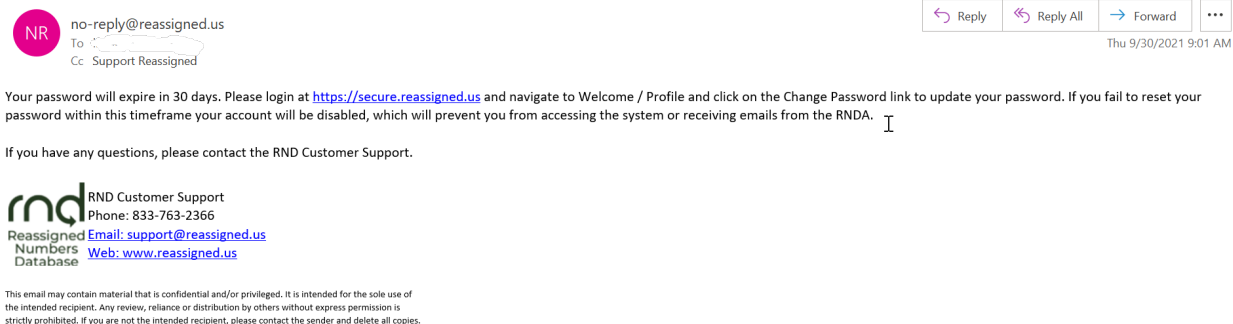 NR
no-reply@reassigned.us
To
Cc Support Reassigned
Reply
Reply All
Forward
Thu 9/30/2021 9:01 AM
Your password will expire in 30 days. Please login at https://secure.reassigned.us and navigate to Welcome / Profile and click on the Change Password link to update your password. If you fail to reset your
password within this timeframe your account will be disabled, which will prevent you from accessing the system or receiving emails from the RNDA.
If you have any questions, please contact the RND Customer Support.
rnd
Reassigned
Numbers
Database
RND Customer Support
Phone: 833-763-2366
Email: support@reassigned.us
Web: www.reassigned.us
This email may contain material that is confidential and/or privileged. It is intended for the sole use of
the intended recipient. Any review, reliance or distribution by others without express permission is
strictly prohibited. If you are not the intended recipient, please contact the sender and delete all copies.